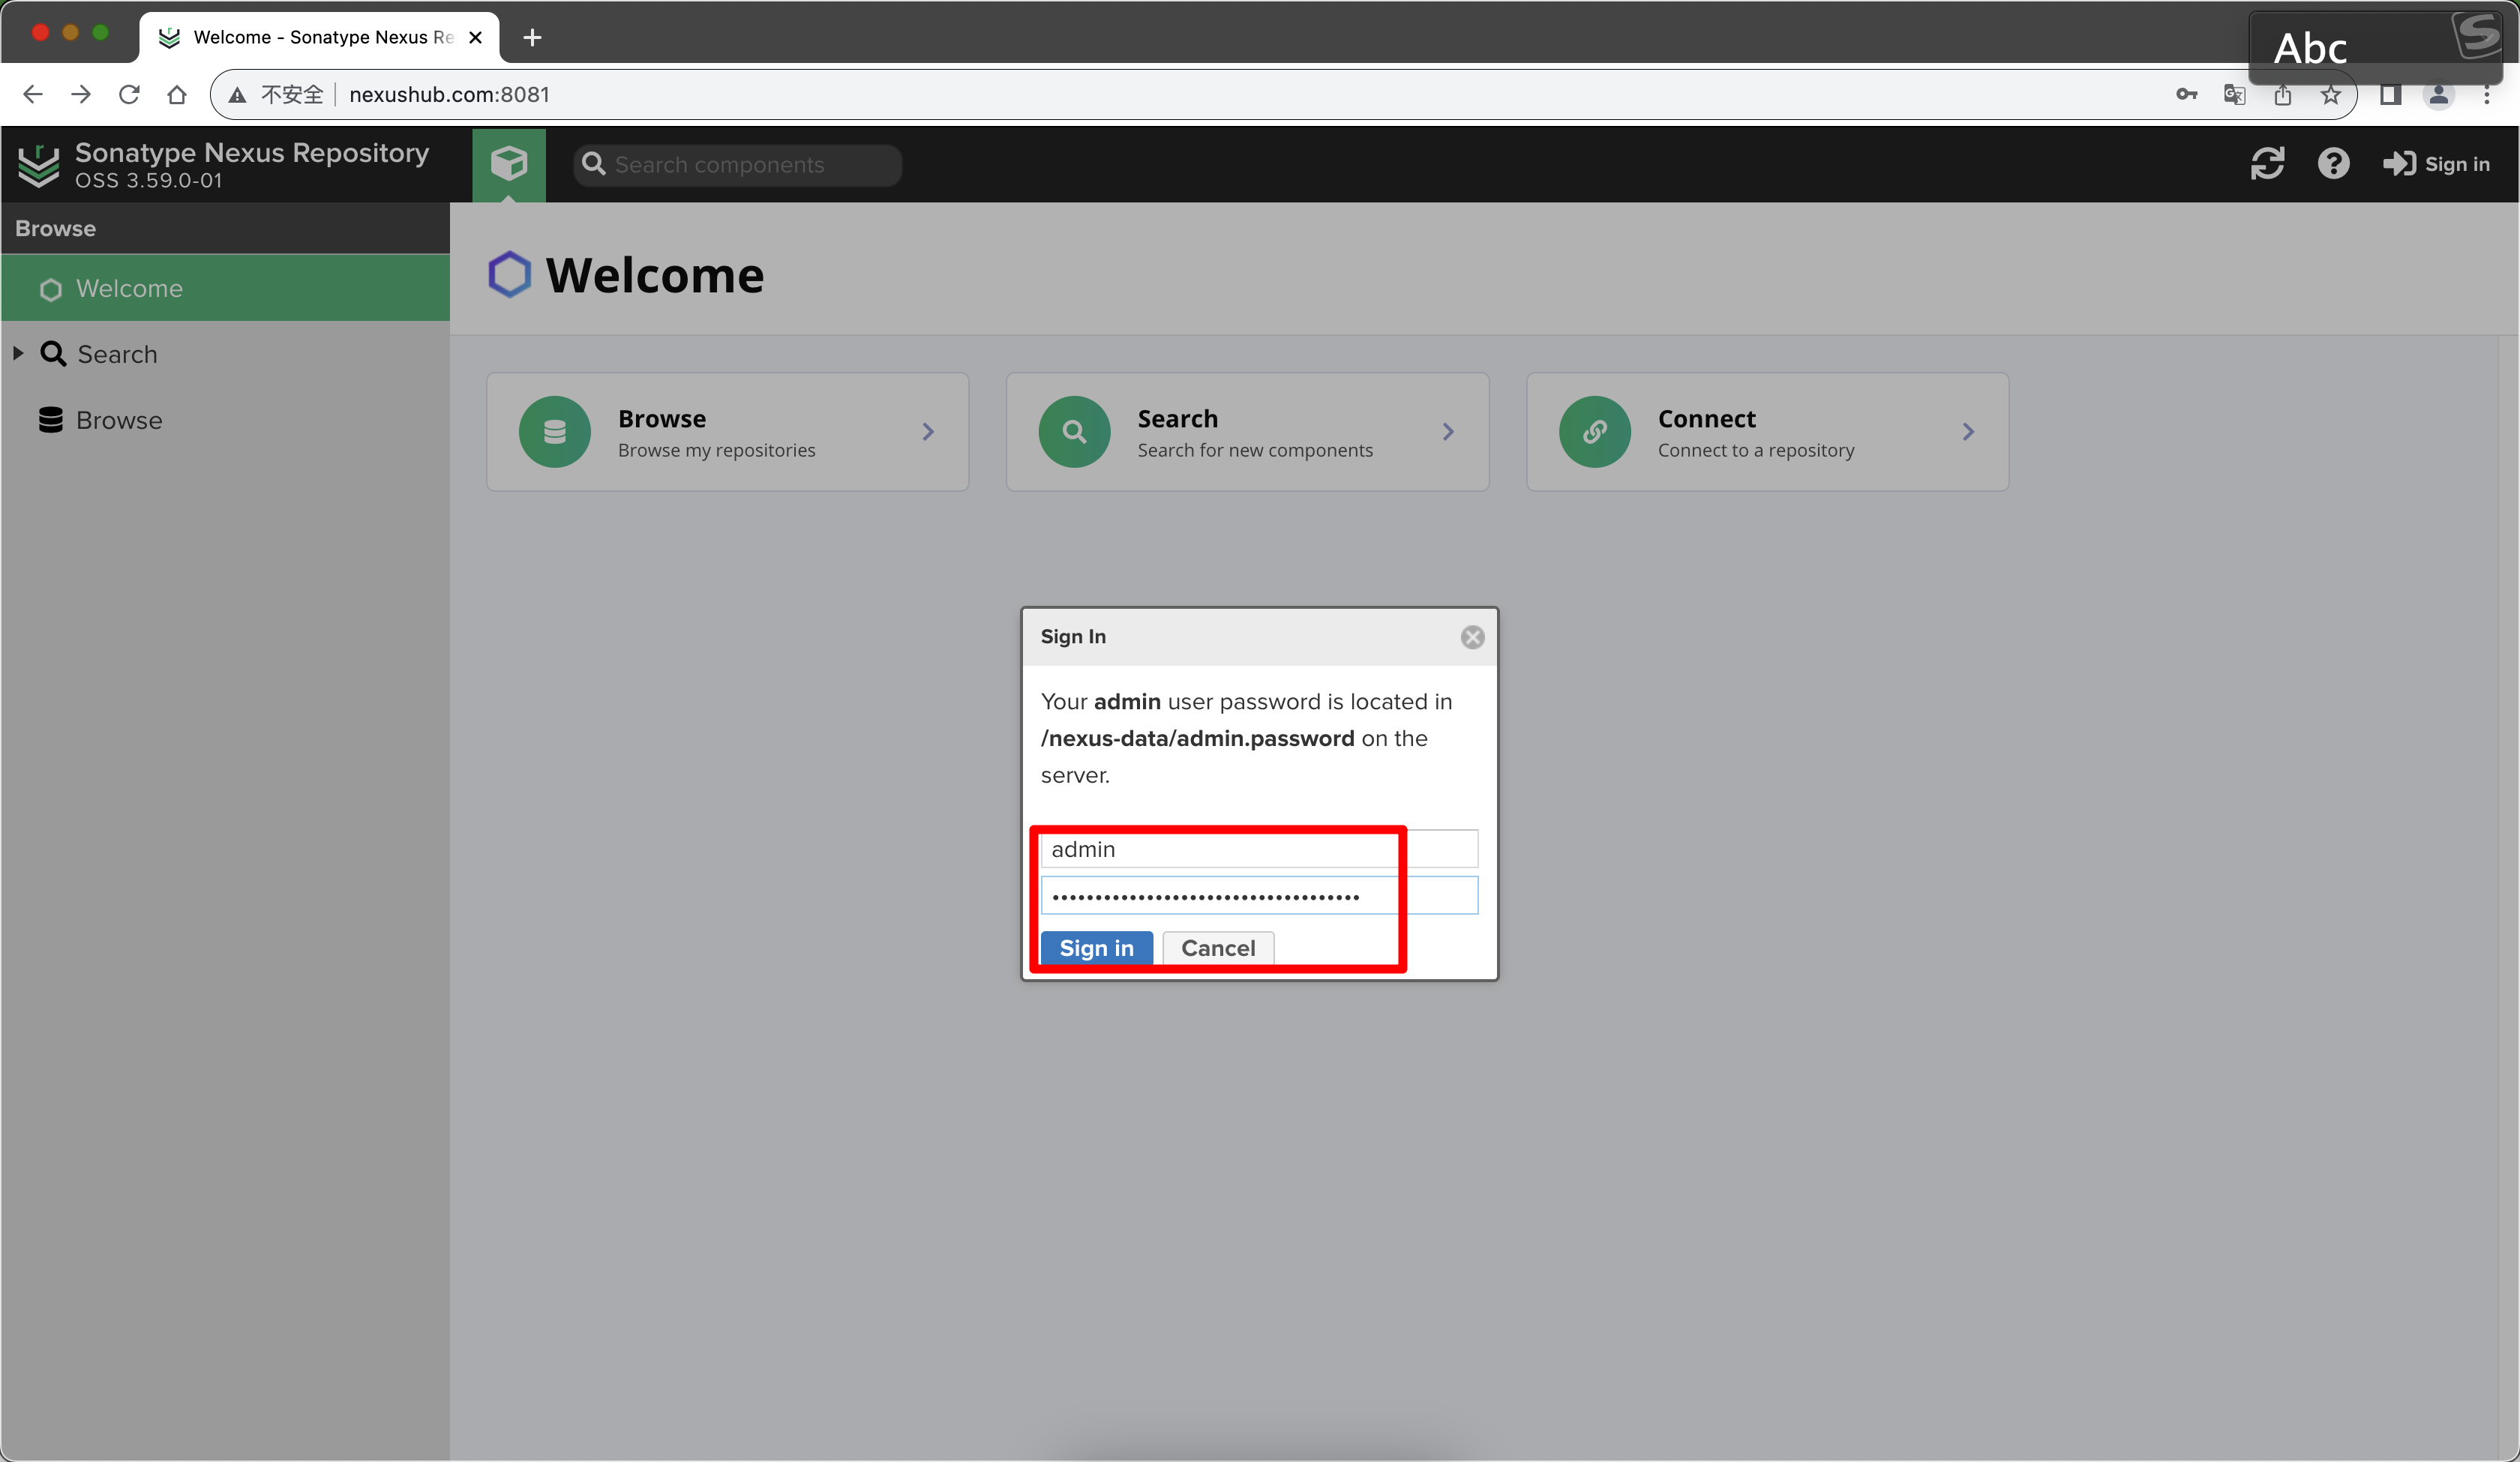 Welcome - Sonatype Nexus Re
Abc
不安全 nexushub.com:8081
Sonatype Nexus Repository
OSS 3.59.0-01
Search components
Sign in
Browse
Welcome
Search
Browse
Welcome
Browse
Browse my repositories
Search
Search for new components
Connect
Connect to a repository
Sign In
Your admin user password is located in
/nexus-data/admin.password on the
server.
admin
••••••••••••••••••••••••••••••••••••
Sign in Cancel